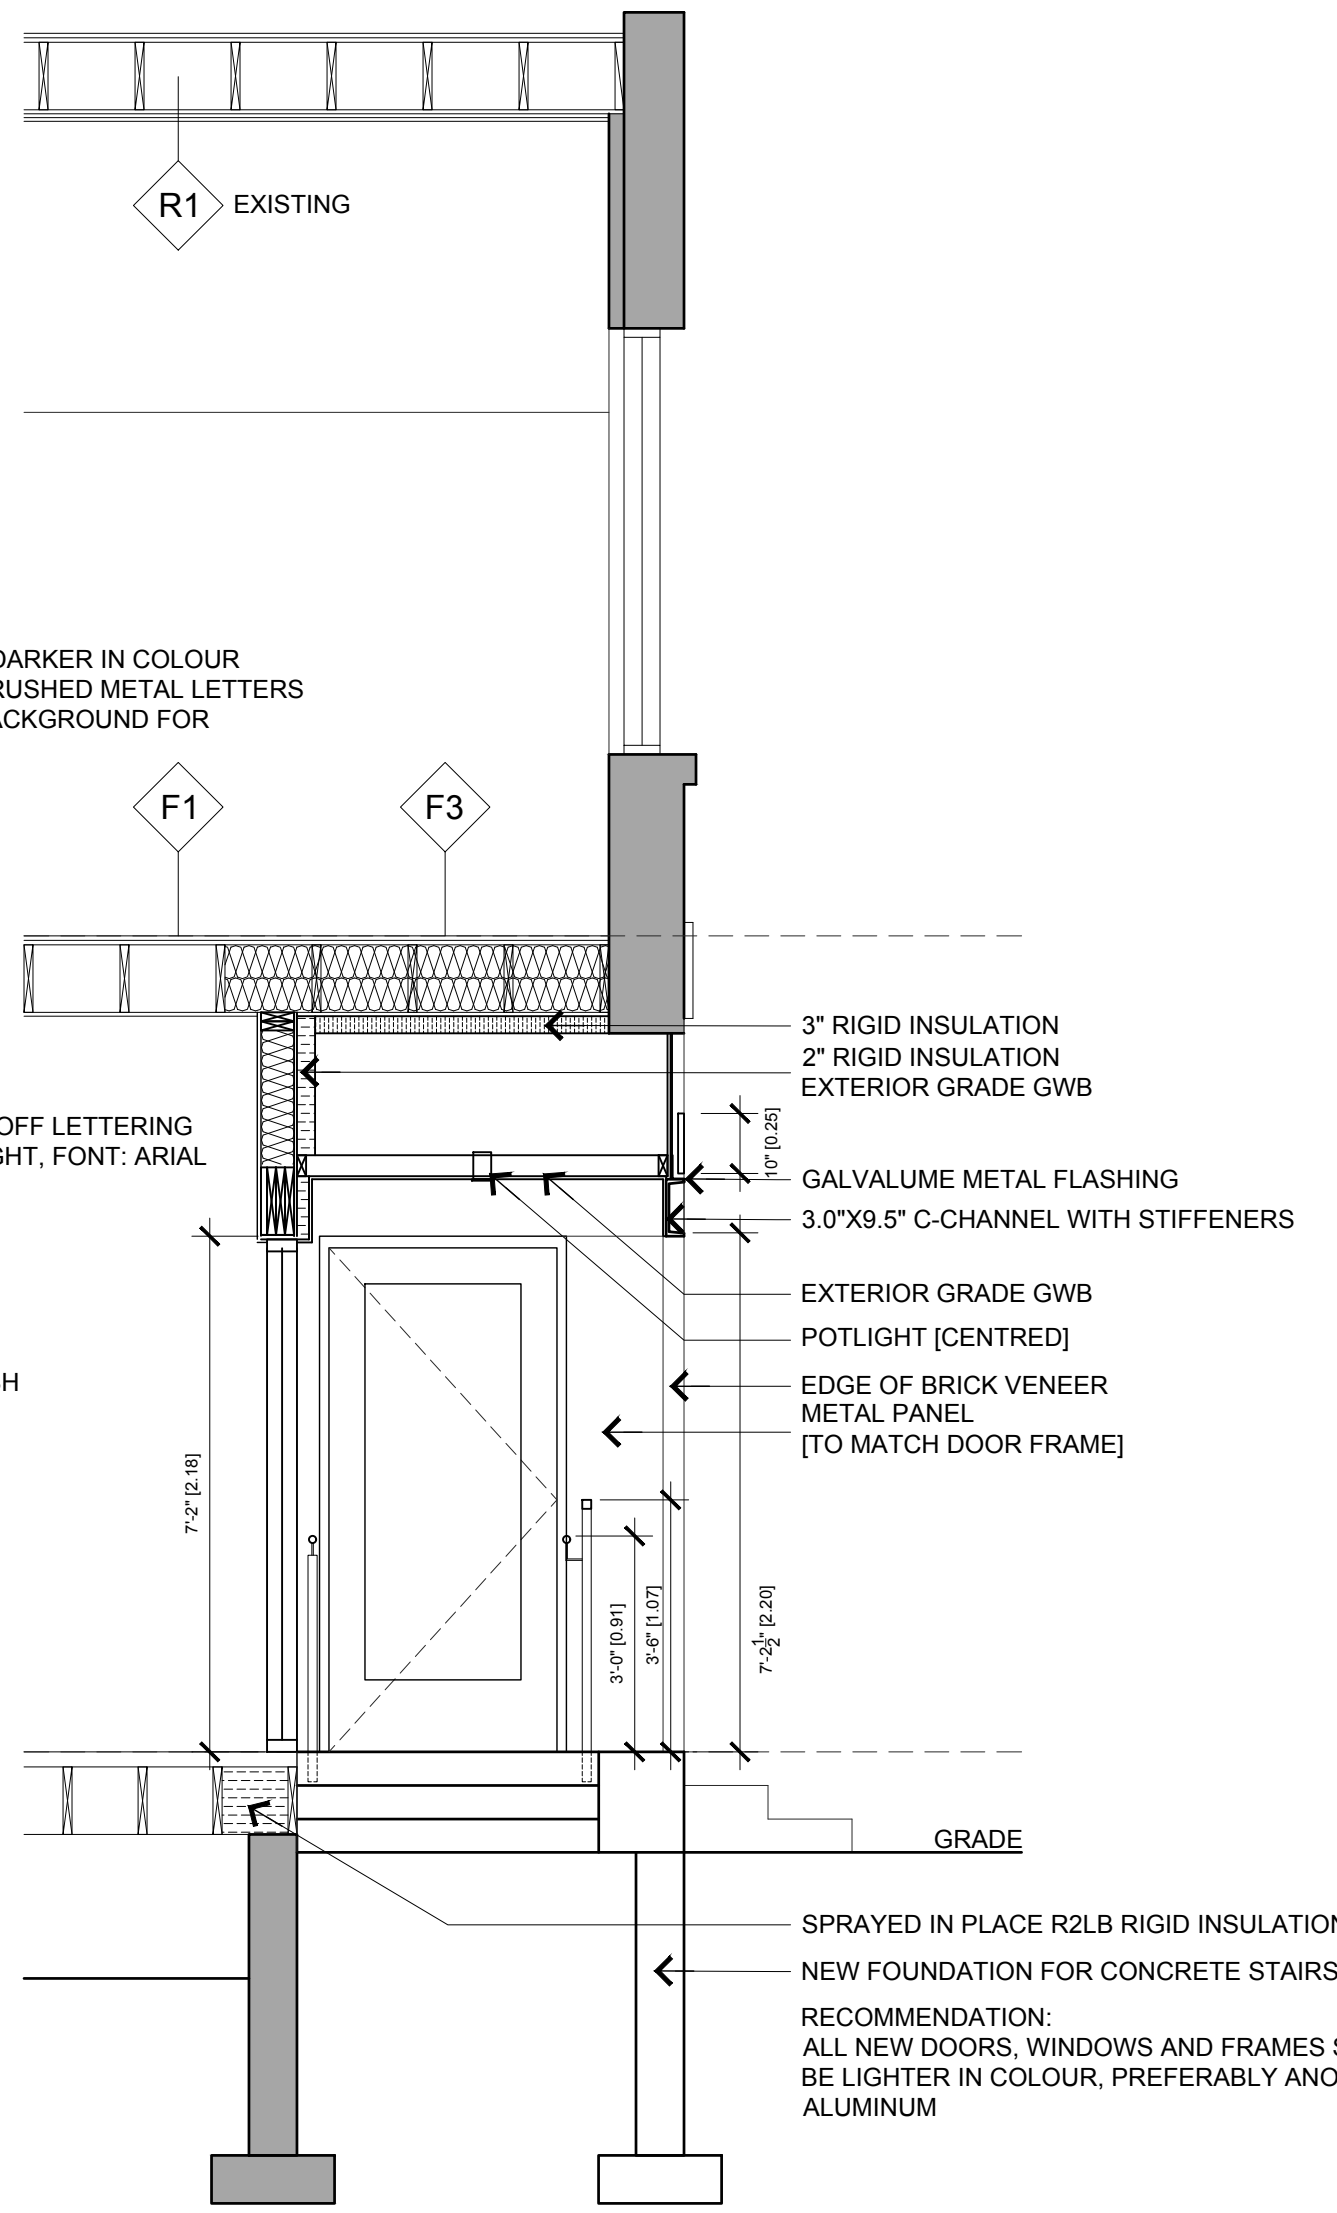 R1 EXISTING
DARKER IN COLOUR
RUSHED METAL LETTERS
ACKGROUND FOR
F1
F3
3" RIGID INSULATION
2" RIGID INSULATION
EXTERIOR GRADE GWB
OFF LETTERING
GHT, FONT: ARIAL
10" [0.25]
GALVALUME METAL FLASHING
3.0"X9.5" C-CHANNEL WITH STIFFENERS
EXTERIOR GRADE GWB
POTLIGHT [CENTRED]
SH
EDGE OF BRICK VENEER
METAL PANEL
[TO MATCH DOOR FRAME]
7'-2" [2.18]
3'-0" [0.91]
3'-6" [1.07]
7'-2 1/2" [2.20]
GRADE
SPRAYED IN PLACE R2LB RIGID INSULATION
NEW FOUNDATION FOR CONCRETE STAIRS
RECOMMENDATION:
ALL NEW DOORS, WINDOWS AND FRAMES S
BE LIGHTER IN COLOUR, PREFERABLY ANO
ALUMINUM